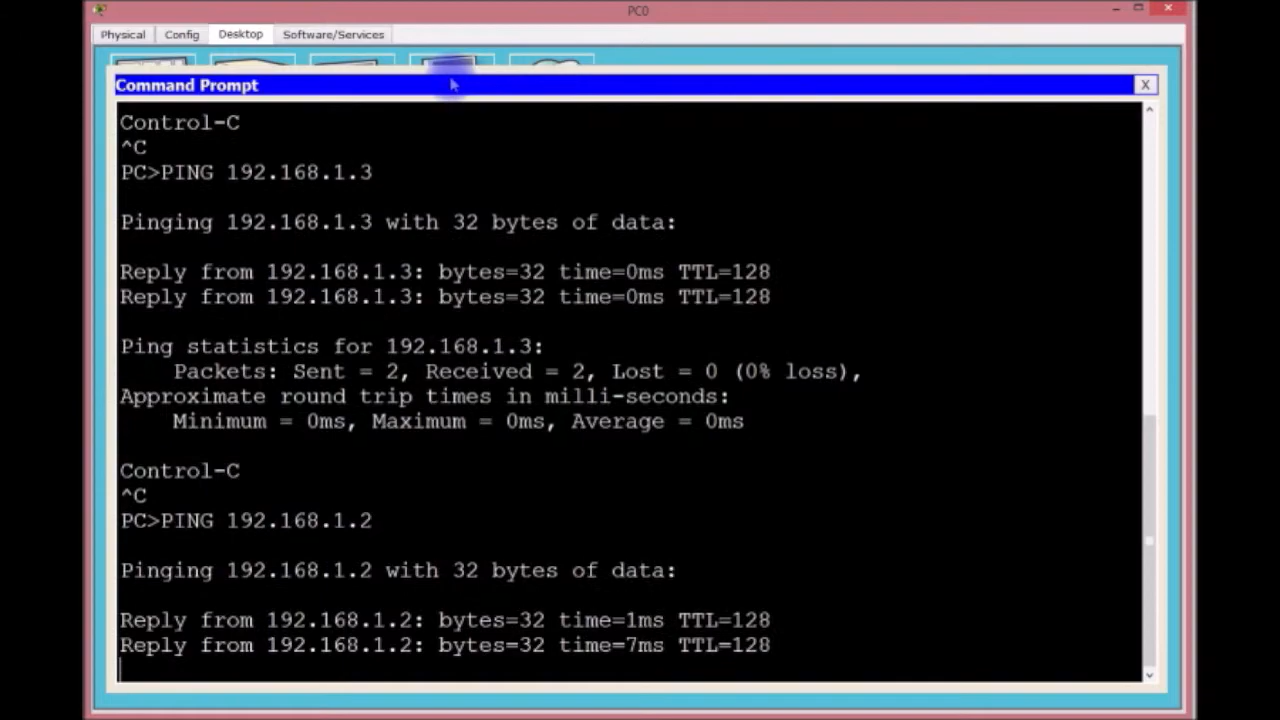 PC0
Physical Config Desktop Software/Services
Command Prompt X
Control-C
^C
PC>PING 192.168.1.3
Pinging 192.168.1.3 with 32 bytes of data:
Reply from 192.168.1.3: bytes=32 time=0ms TTL=128
Reply from 192.168.1.3: bytes=32 time=0ms TTL=128
Ping statistics for 192.168.1.3:
Packets: Sent = 2, Received = 2, Lost = 0 (0% loss),
Approximate round trip times in milli-seconds:
Minimum = 0ms, Maximum = 0ms, Average = 0ms
Control-C
^C
PC>PING 192.168.1.2
Pinging 192.168.1.2 with 32 bytes of data:
Reply from 192.168.1.2: bytes=32 time=1ms TTL=128
Reply from 192.168.1.2: bytes=32 time=7ms TTL=128